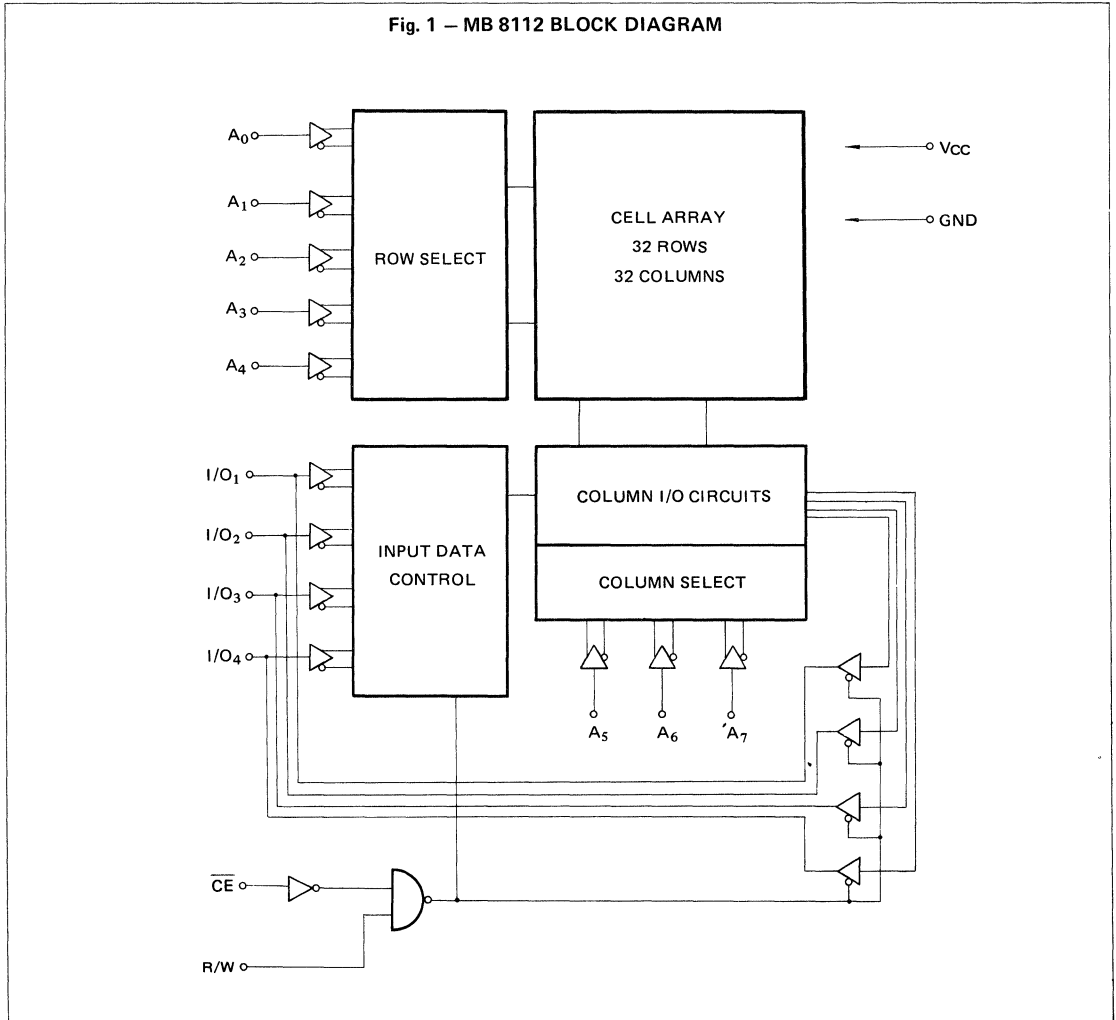 Fig. 1 — MB 8112 BLOCK DIAGRAM
A0
A1
A2
A3
A4
ROW SELECT
CELL ARRAY
32 ROWS
32 COLUMNS
VCC
GND
I/O1
I/O2
I/O3
I/O4
INPUT DATA
CONTROL
COLUMN I/O CIRCUITS
COLUMN SELECT
A5
A6
A7
CE
R/W